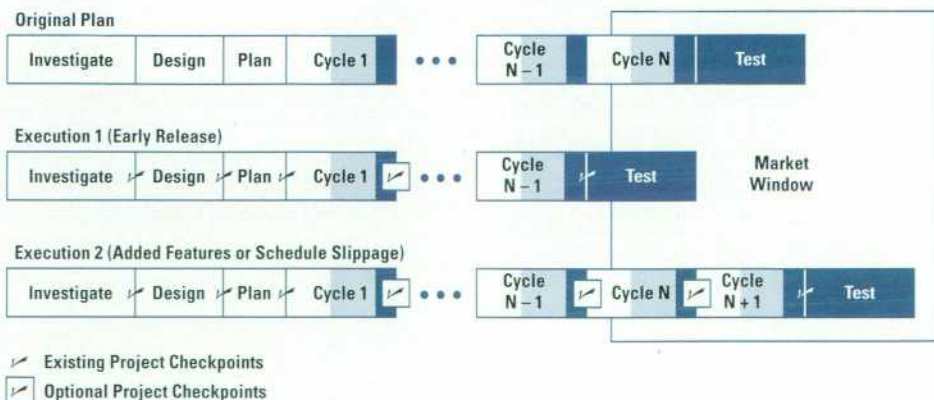 Original Plan
Investigate Design Plan Cycle 1 • • • Cycle N – 1 Cycle N Test
Execution 1 (Early Release)
Investigate Design Plan Cycle 1 • • • Cycle N – 1 Test
Market Window
Execution 2 (Added Features or Schedule Slippage)
Investigate Design Plan Cycle 1 • • • Cycle N – 1 Cycle N Cycle N + 1 Test
Existing Project Checkpoints
Optional Project Checkpoints